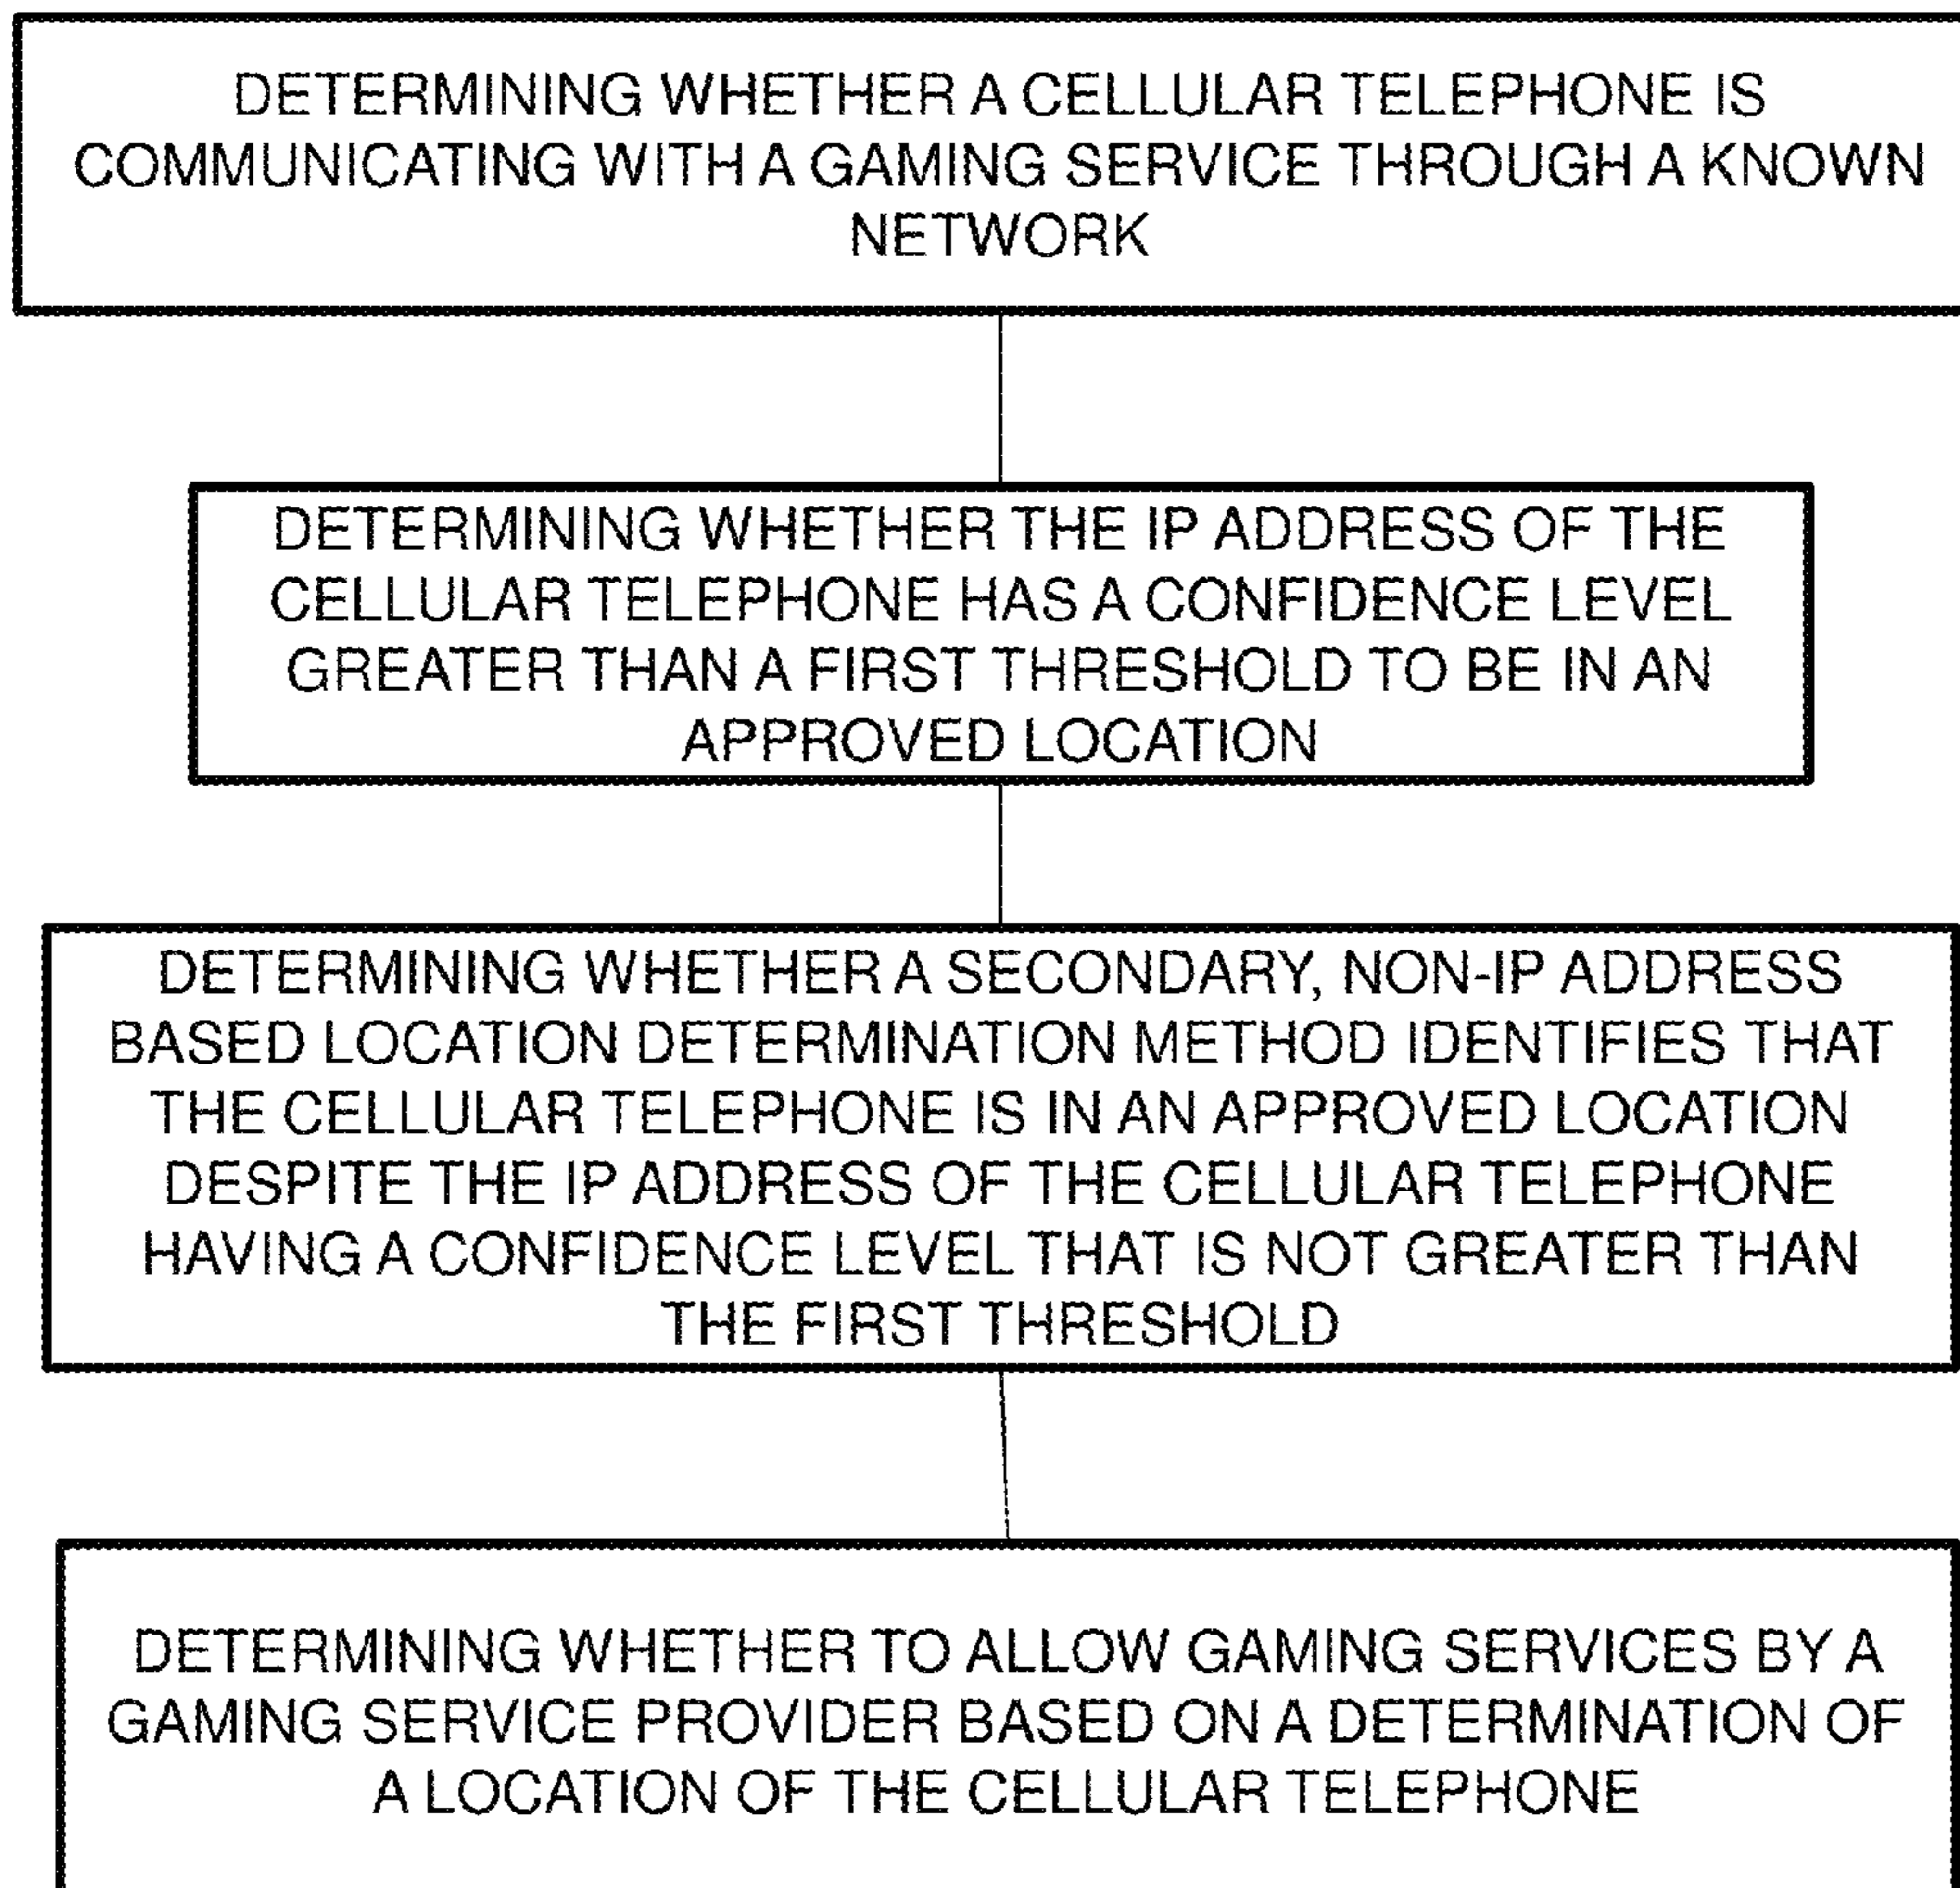 DETERMINING WHETHER A CELLULAR TELEPHONE IS
COMMUNICATING WITH A GAMING SERVICE THROUGH A KNOWN
NETWORK
DETERMINING WHETHER THE IP ADDRESS OF THE
CELLULAR TELEPHONE HAS A CONFIDENCE LEVEL
GREATER THAN A FIRST THRESHOLD TO BE IN AN
APPROVED LOCATION
DETERMINING WHETHER A SECONDARY, NON-IP ADDRESS
BASED LOCATION DETERMINATION METHOD IDENTIFIES THAT
THE CELLULAR TELEPHONE IS IN AN APPROVED LOCATION
DESPITE THE IP ADDRESS OF THE CELLULAR TELEPHONE
HAVING A CONFIDENCE LEVEL THAT IS NOT GREATER THAN
THE FIRST THRESHOLD
DETERMINING WHETHER TO ALLOW GAMING SERVICES BY A
GAMING SERVICE PROVIDER BASED ON A DETERMINATION OF
A LOCATION OF THE CELLULAR TELEPHONE